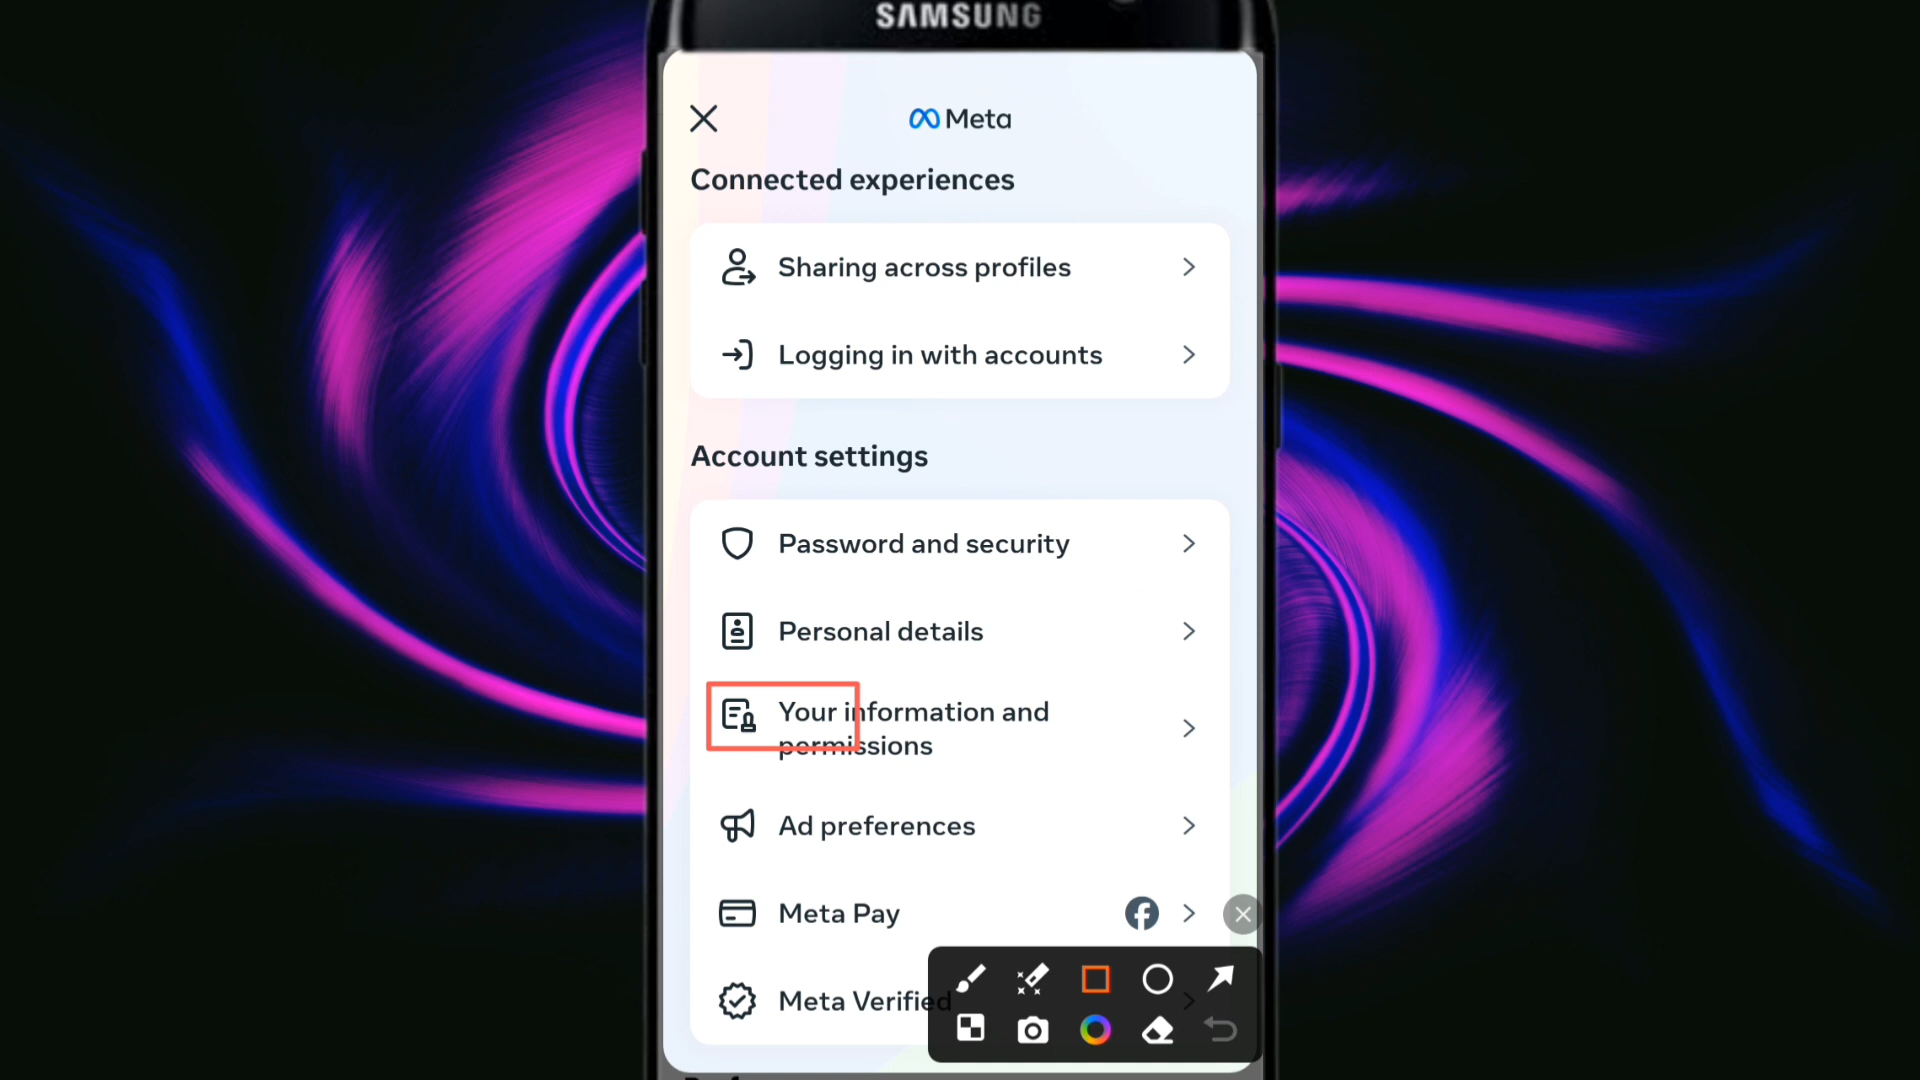 SAMSUNG
Meta
Connected experiences
Sharing across profiles
Logging in with accounts
Account settings
Password and security
Personal details
Your information and
permissions
Ad preferences
Meta Pay
Meta Verified